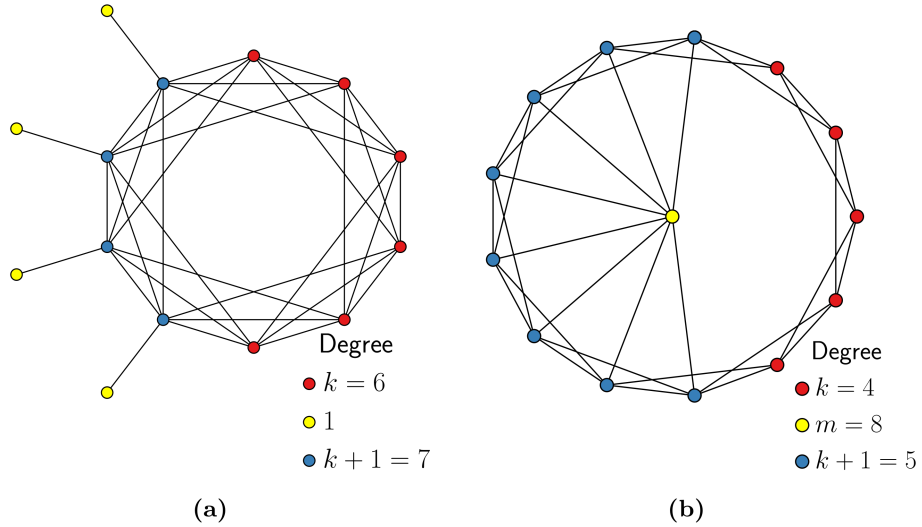 Degree
k = 6
1
k + 1 = 7
(a)
Degree
k = 4
m = 8
k + 1 = 5
(b)